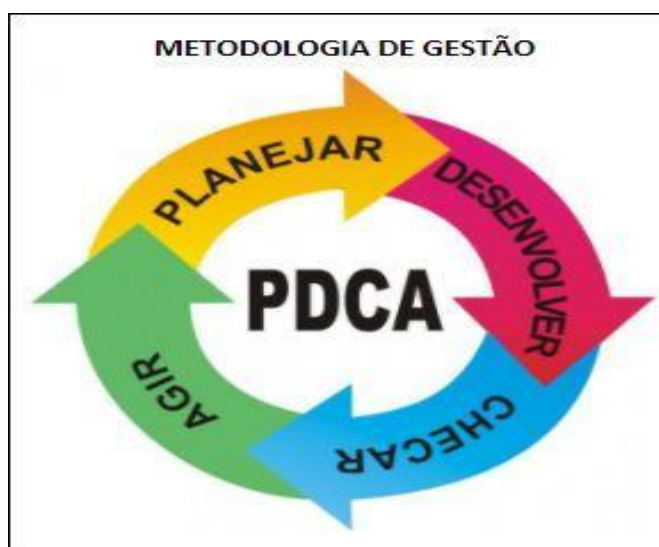 METODOLOGIA DE GESTÃO
PLANEJAR
DESENVOLVER
PDCA
CHECAR
AGIR